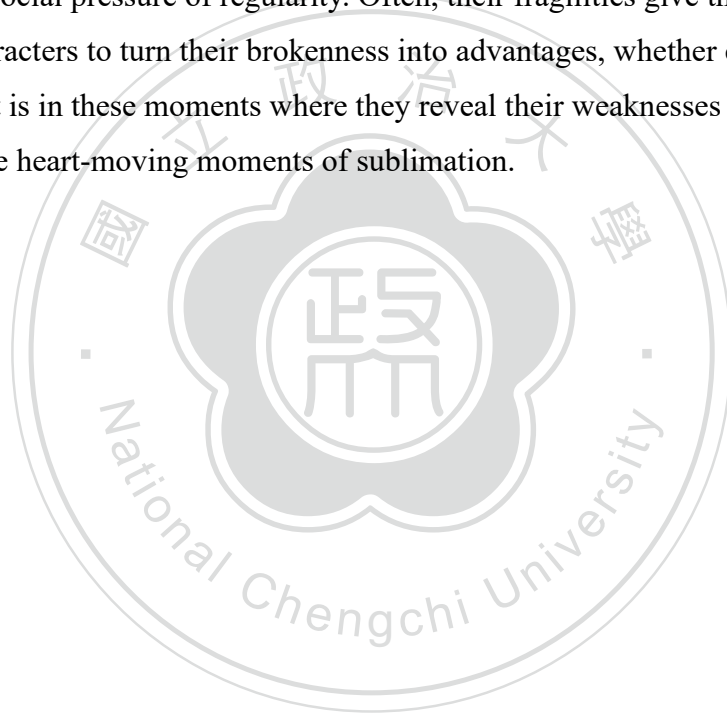 ocial pressure of regularity. Often, their fragilities give th
racters to turn their brokenness into advantages, whether
t is in these moments where they reveal their weaknesses
e heart-moving moments of sublimation.
國立政治大學
National Chengchi University